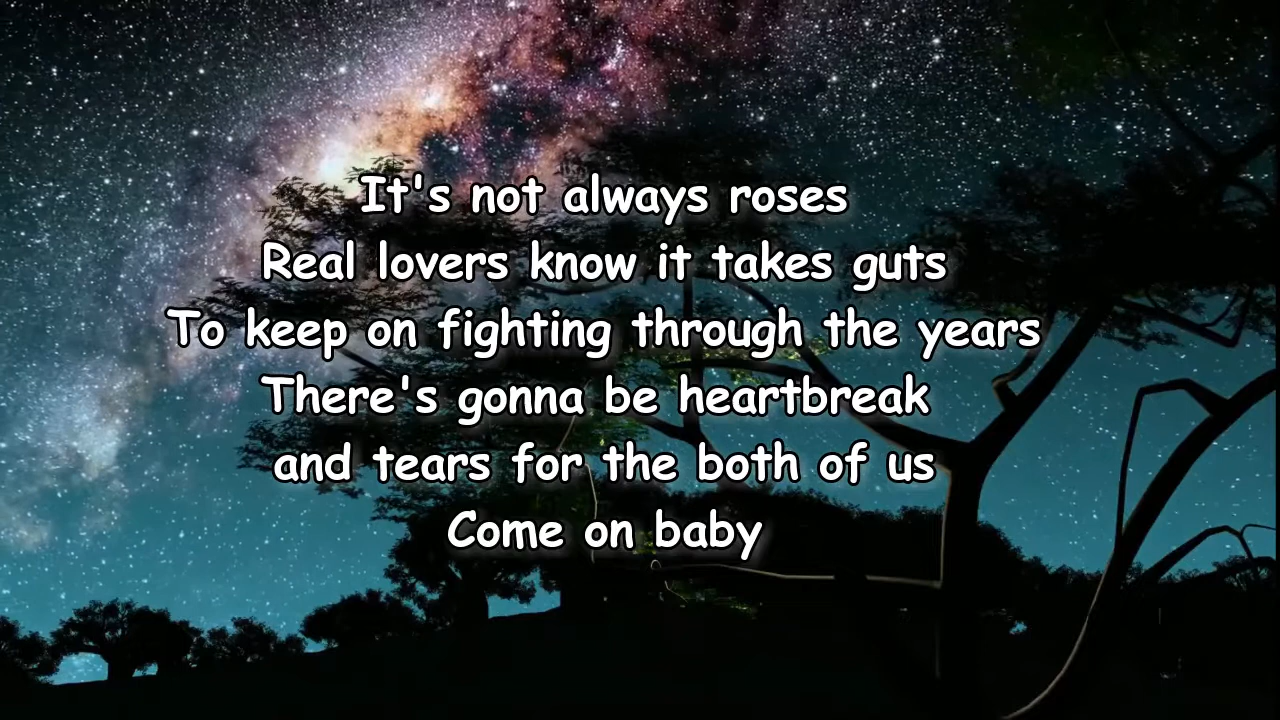 It's not always roses
Real lovers know it takes guts
To keep on fighting through the years
There's gonna be heartbreak
and tears for the both of us
Come on baby